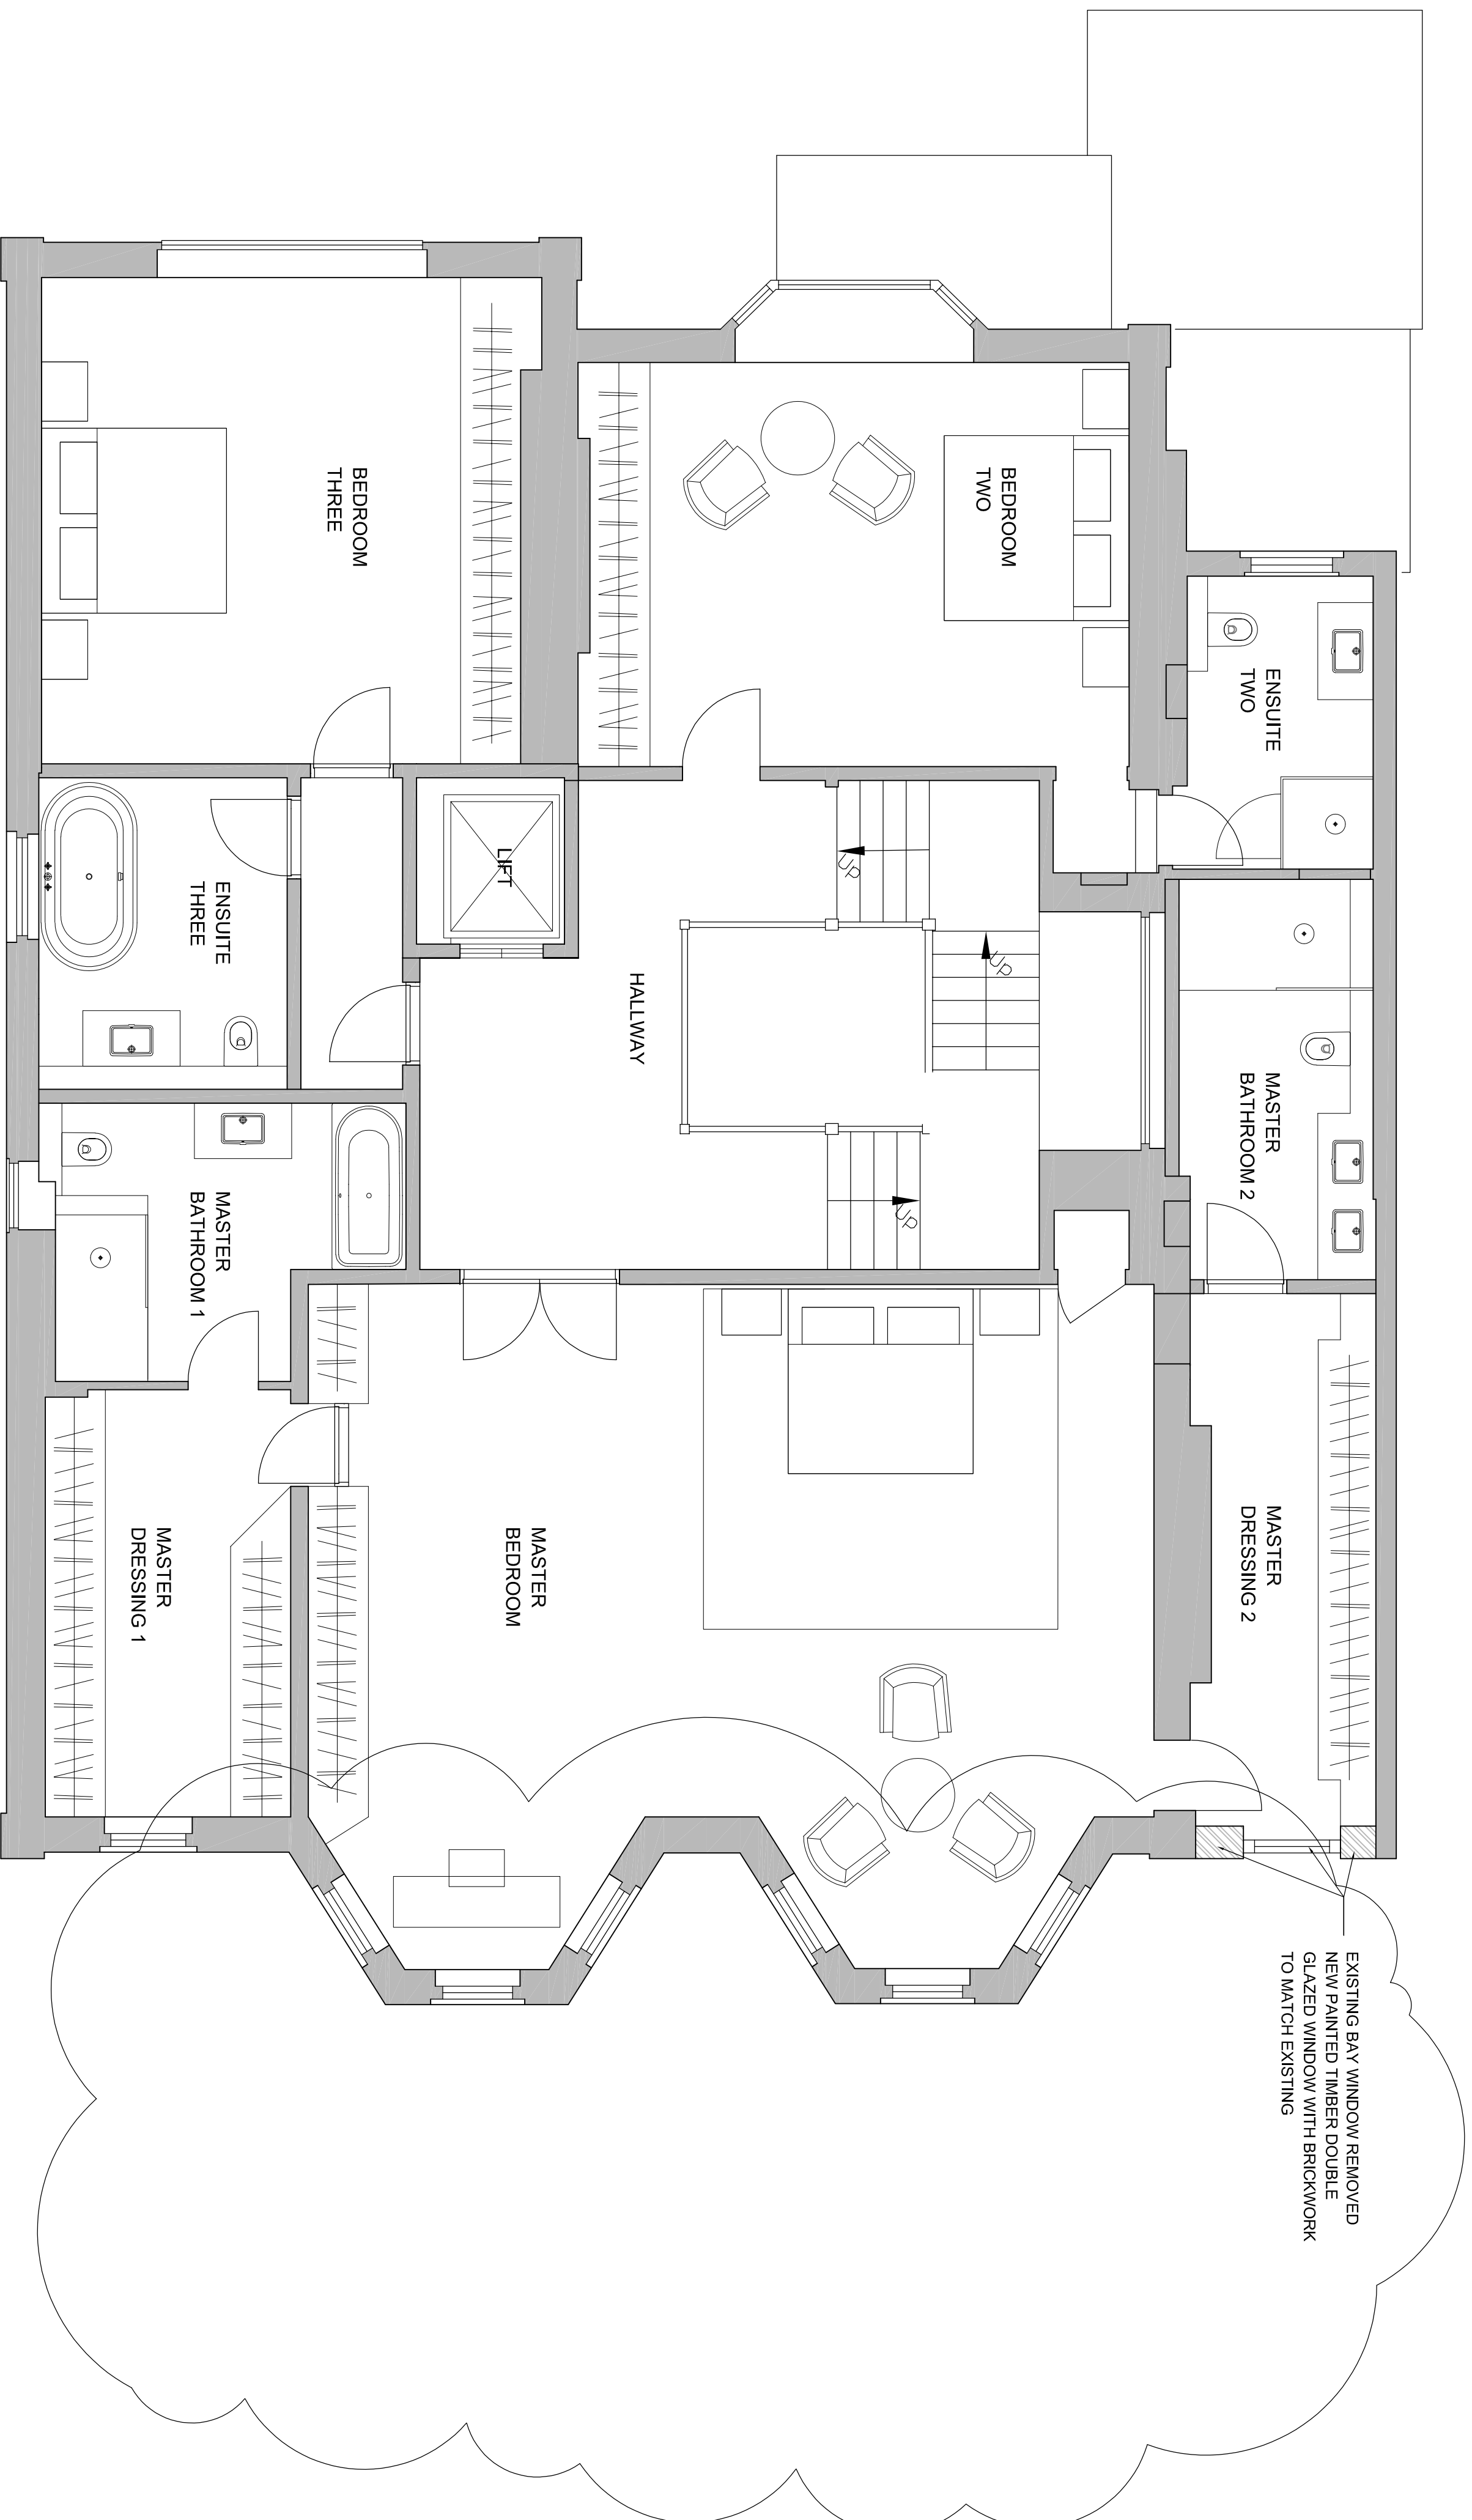 EXISTING BAY WINDOW REMOVED
NEW PAINTED TIMBER DOUBLE
GLAZED WINDOW WITH BRICKWORK
TO MATCH EXISTING
ENSUITE
TWO
MASTER
BATHROOM 2
MASTER
DRESSING 2
BEDROOM
TWO
UP
UP
UP
HALLWAY
LIFT
MASTER
BEDROOM
BEDROOM
THREE
ENSUITE
THREE
MASTER
BATHROOM 1
MASTER
DRESSING 1